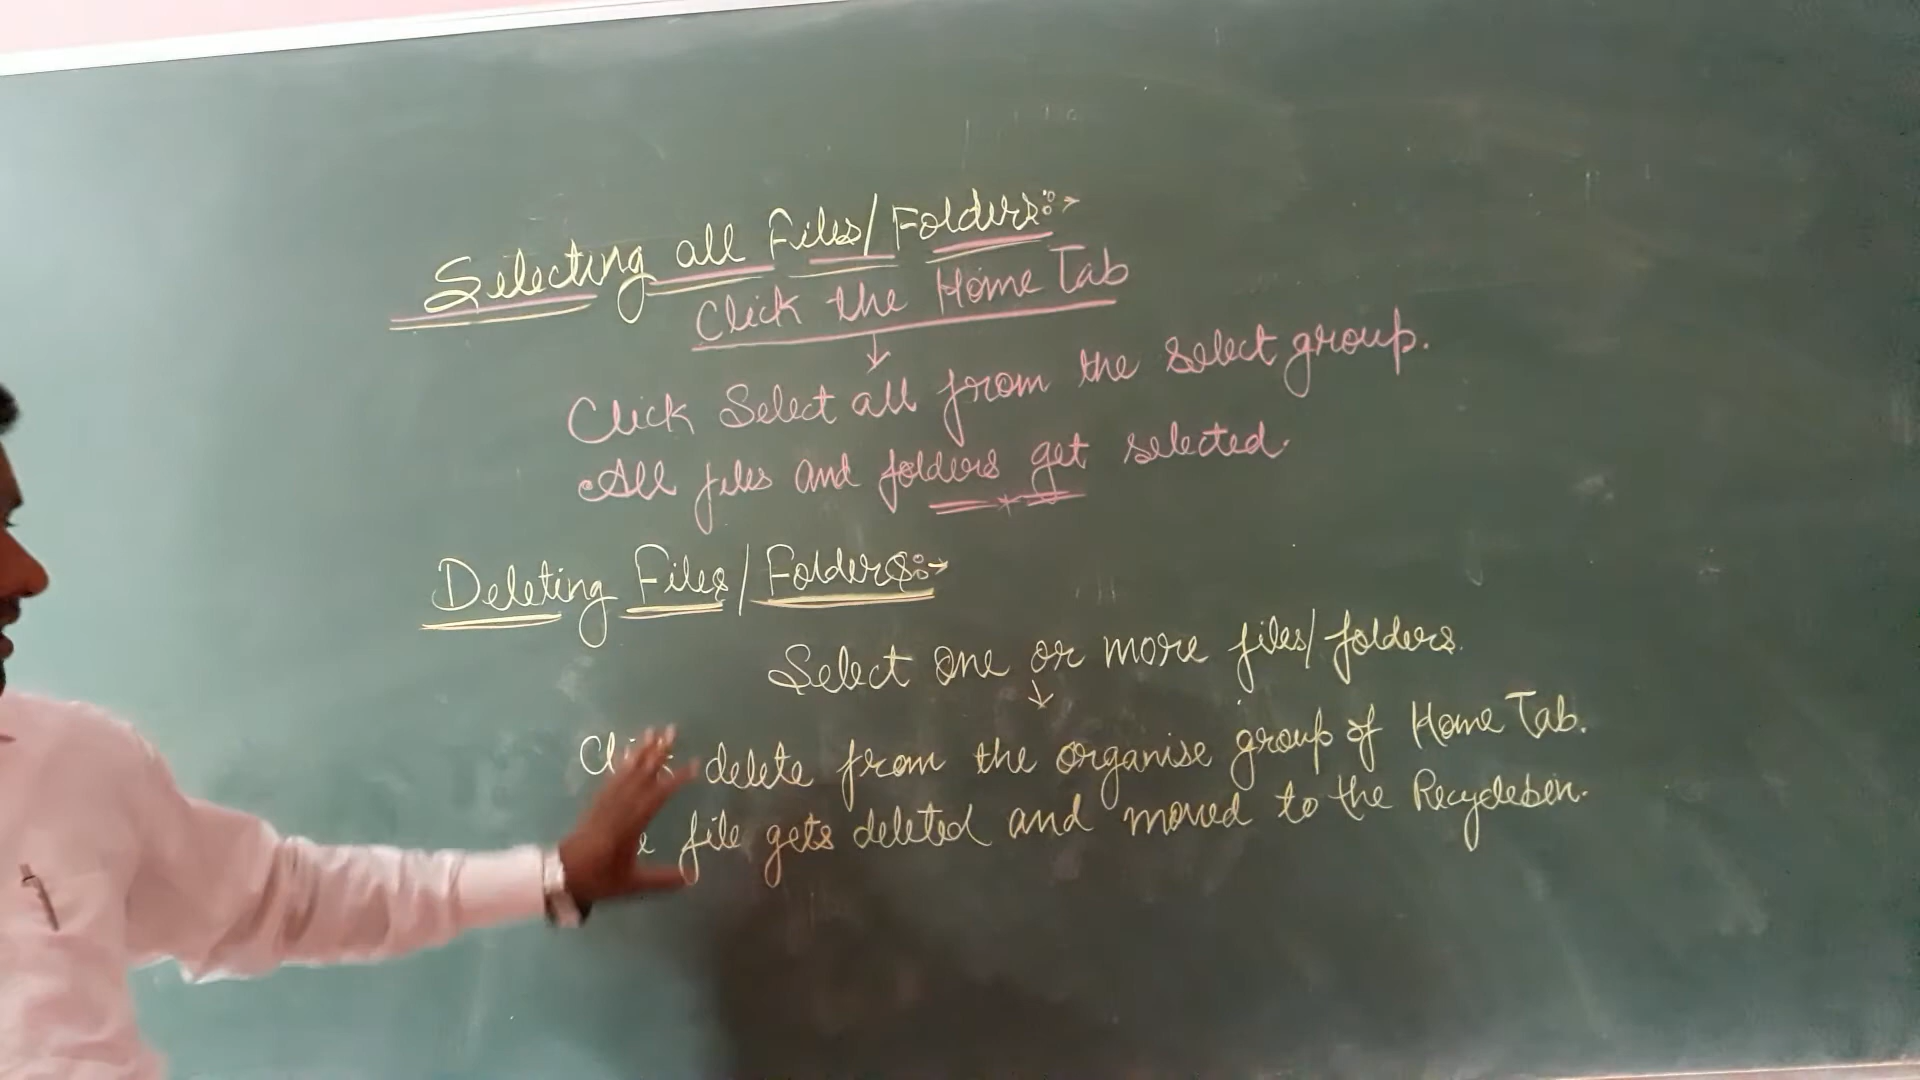 Selecting all Files/Folders:->
Click the Home Tab
↓
Click Select all from the select group.
All files and folders get selected.
Deleting Files/Folders:->
Select one or more files/folders.
↓
delete from the organise group of Home Tab.
file gets deleted and moved to the Recyclebin.